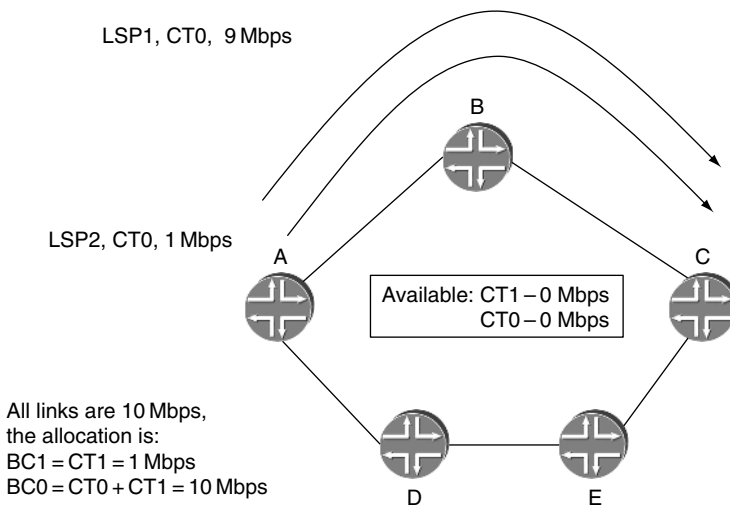 LSP1, CT0, 9 Mbps
B
LSP2, CT0, 1 Mbps
A
C
Available: CT1 – 0 Mbps
CT0 – 0 Mbps
All links are 10 Mbps,
the allocation is:
BC1 = CT1 = 1 Mbps
BC0 = CT0 + CT1 = 10 Mbps
D
E